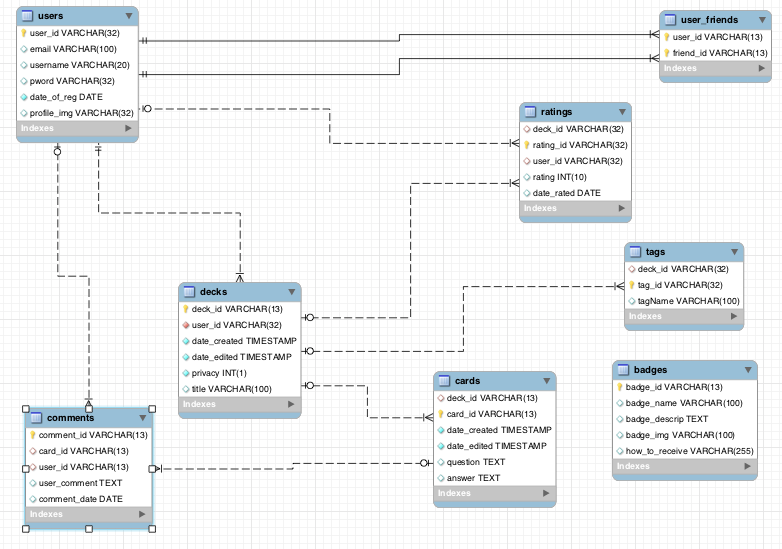 users
user_id VARCHAR(32)
email VARCHAR(100)
username VARCHAR(20)
pword VARCHAR(32)
date_of_reg DATE
profile_img VARCHAR(32)
Indexes
user_friends
user_id VARCHAR(13)
friend_id VARCHAR(13)
Indexes
ratings
deck_id VARCHAR(32)
rating_id VARCHAR(32)
user_id VARCHAR(32)
rating INT(10)
date_rated DATE
Indexes
tags
deck_id VARCHAR(32)
tag_id VARCHAR(32)
tagName VARCHAR(100)
Indexes
decks
deck_id VARCHAR(13)
user_id VARCHAR(32)
date_created TIMESTAMP
date_edited TIMESTAMP
privacy INT(1)
title VARCHAR(100)
Indexes
cards
deck_id VARCHAR(13)
card_id VARCHAR(13)
date_created TIMESTAMP
date_edited TIMESTAMP
question TEXT
answer TEXT
Indexes
badges
badge_id VARCHAR(13)
badge_name VARCHAR(100)
badge_descrip TEXT
badge_img VARCHAR(100)
how_to_receive VARCHAR(255)
Indexes
comments
comment_id VARCHAR(13)
card_id VARCHAR(13)
user_id VARCHAR(13)
user_comment TEXT
comment_date DATE
Indexes